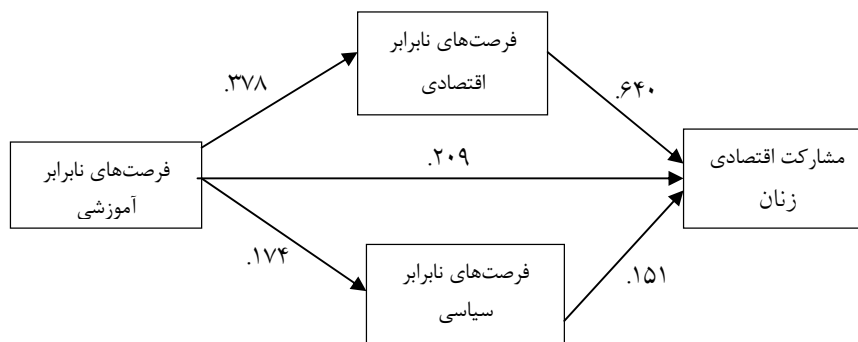 فرصت‌های نابرابر
اقتصادی
.۳۷۸
.۶۴۰
مشارکت اقتصادی
زنان
.۲۰۹
فرصت‌های نابرابر
آموزشی
.۱۷۴
فرصت‌های نابرابر
سیاسی
.۱۵۱